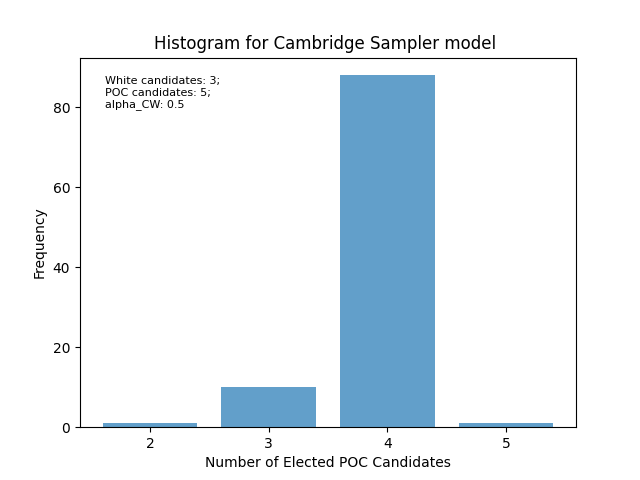 Histogram for Cambridge Sampler model
White candidates: 3;
POC candidates: 5;
alpha_CW: 0.5
80
60
40
20
0
Frequency
2 3 4 5
Number of Elected POC Candidates